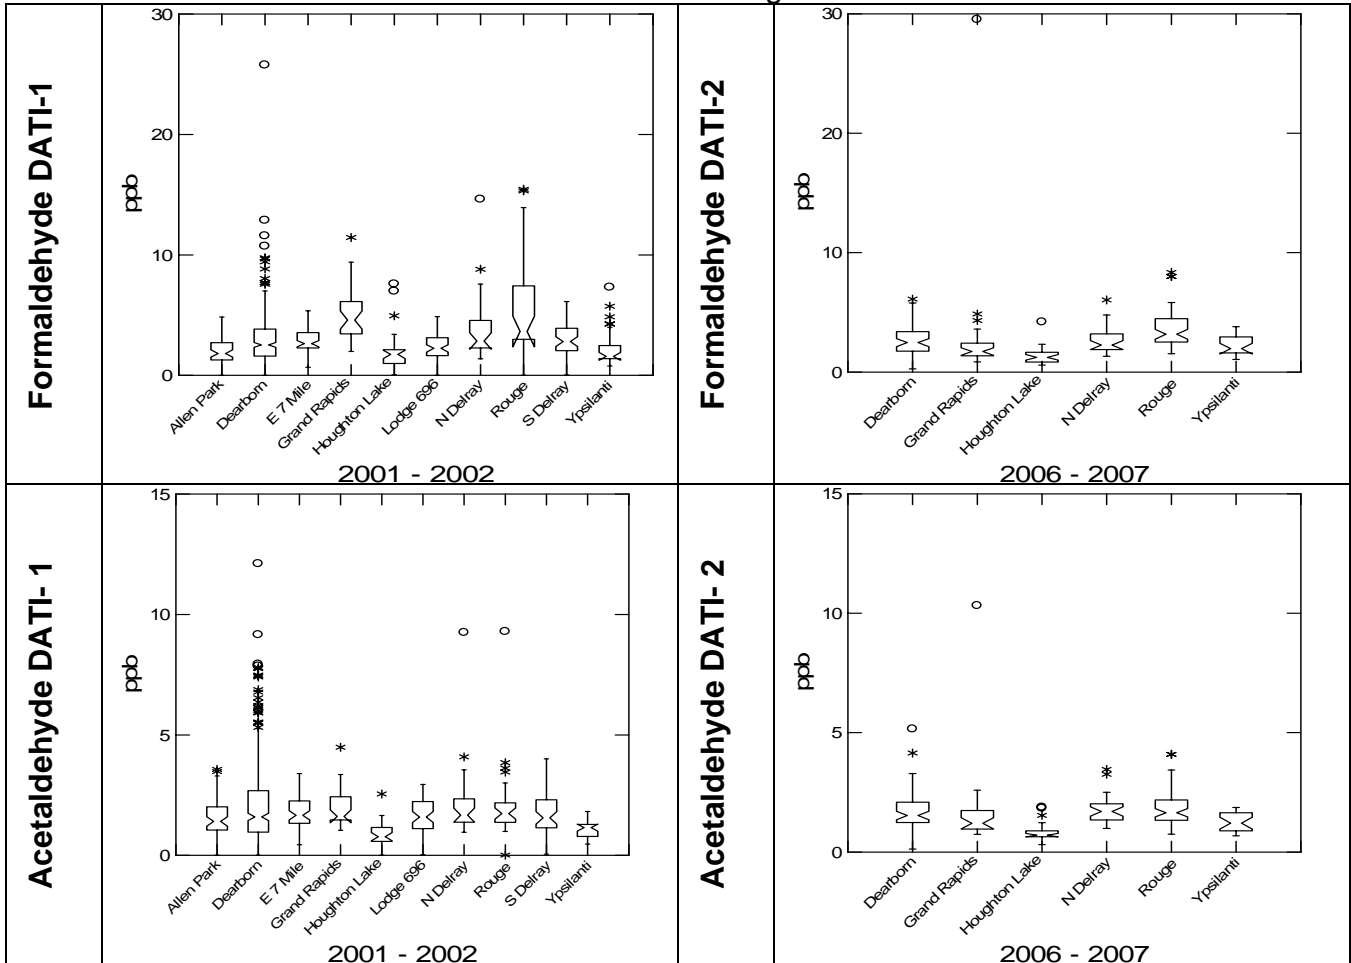 Formaldehyde DATI-1
30
20
10
0
ppb
Allen Park
Dearborn
E 7 Mile
Grand Rapids
Houghton Lake
Lodge 696
N Delray
Rouge
S Delray
Ypsilanti
2001 - 2002
Formaldehyde DATI-2
30
20
10
0
ppb
Dearborn
Grand Rapids
Houghton Lake
N Delray
Rouge
Ypsilanti
2006 - 2007
Acetaldehyde DATI- 1
15
10
5
0
ppb
Allen Park
Dearborn
E 7 Mile
Grand Rapids
Houghton Lake
Lodge 696
N Delray
Rouge
S Delray
Ypsilanti
2001 - 2002
Acetaldehyde DATI- 2
15
10
5
0
ppb
Dearborn
Grand Rapids
Houghton Lake
N Delray
Rouge
Ypsilanti
2006 - 2007